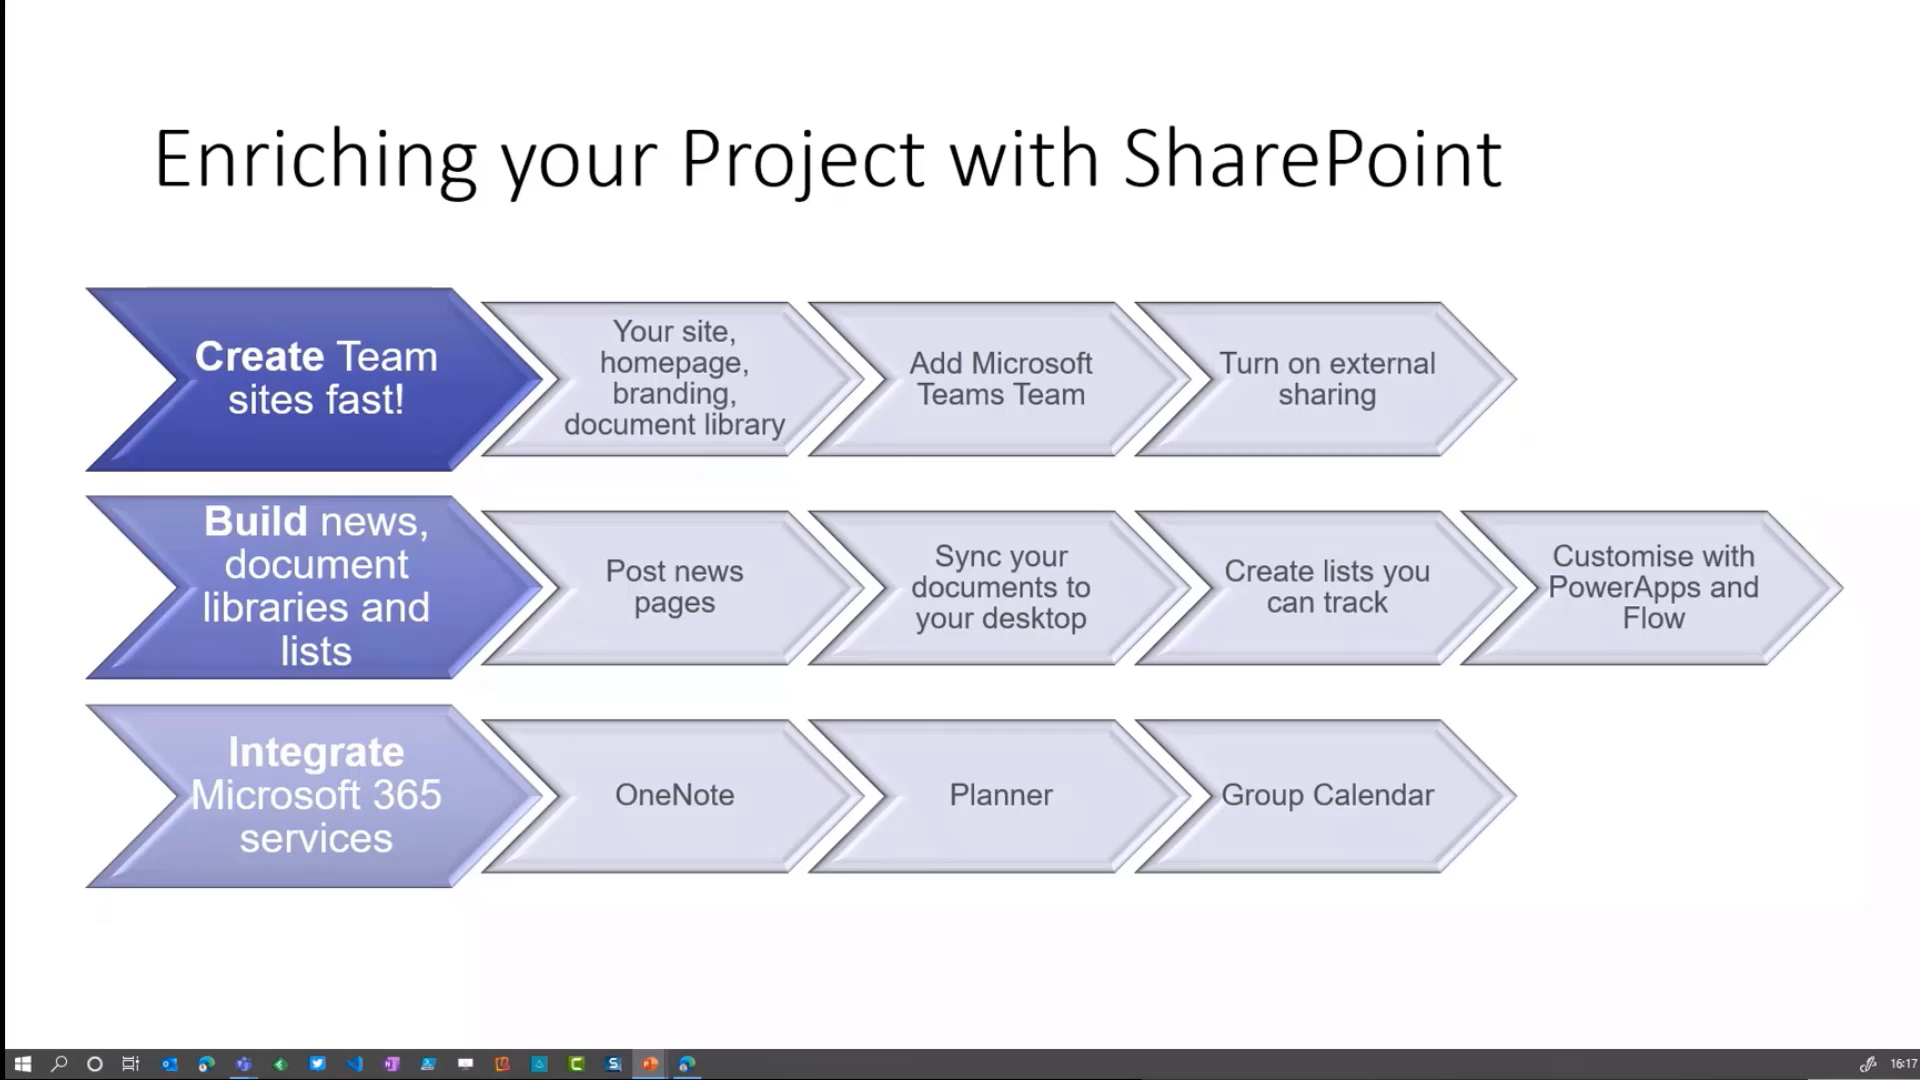 Enriching your Project with SharePoint
Create Team
sites fast!
Your site,
homepage,
branding,
document library
Add Microsoft
Teams Team
Turn on external
sharing
Build news,
document
libraries and
lists
Post news
pages
Sync your
documents to
your desktop
Create lists you
can track
Customise with
PowerApps and
Flow
Integrate
Microsoft 365
services
OneNote
Planner
Group Calendar
16:17